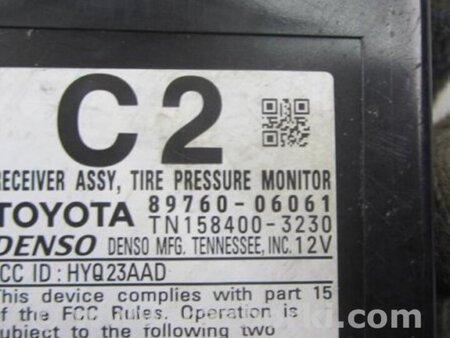 C2
RECEIVER ASSY, TIRE PRESSURE MONITOR
TOYOTA 89760-06061
TN158400-3230
DENSO DENSO MFG. TENNESSEE, INC. 12V
CC ID : HYQ23AAD
This device complies with part 15
of the FCC Rules. Operation is
subject to the following two